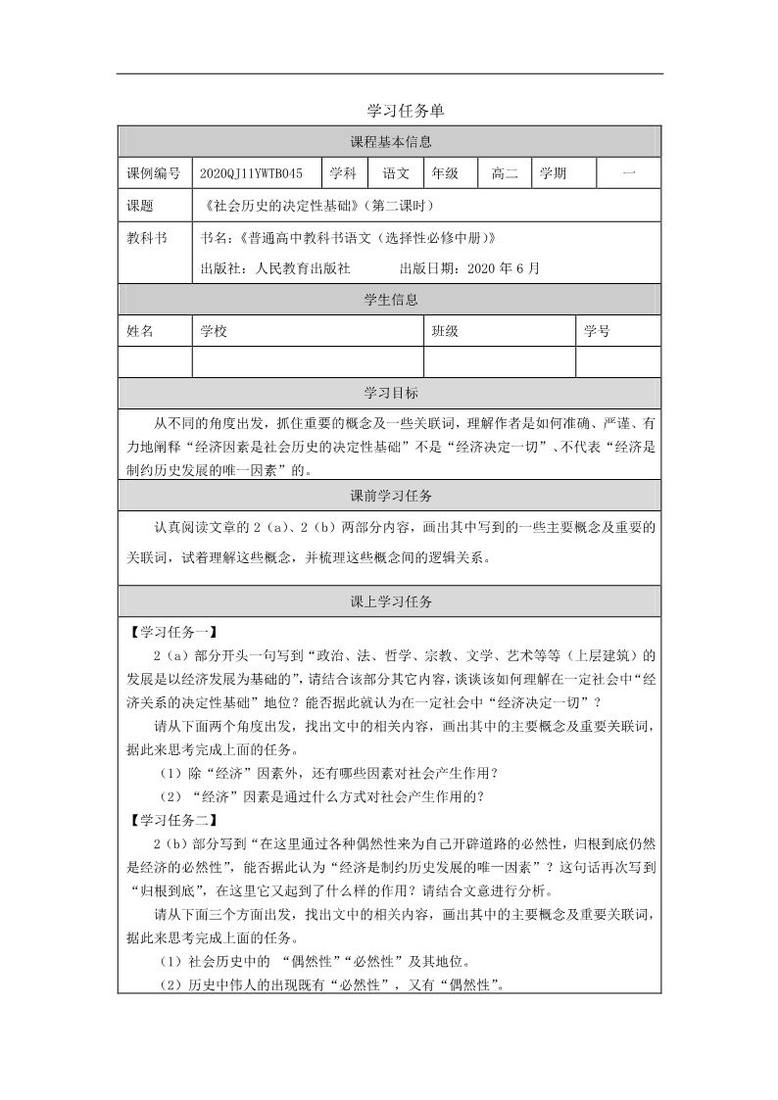 学习任务单
课程基本信息
课例编号 2020QJ11YWTB045 学科 语文 年级 高二 学期 一
课题 《社会历史的决定性基础》（第二课时）
教科书 书名：《普通高中教科书语文（选择性必修中册）》
出版社：人民教育出版社 出版日期：2020 年 6 月
学生信息
姓名 学校 班级 学号
学习目标
从不同的角度出发，抓住重要的概念及一些关联词，理解作者是如何准确、严谨、有
力地阐释“经济因素是社会历史的决定性基础”不是“经济决定一切”、不代表“经济是
制约历史发展的唯一因素”的。
课前学习任务
认真阅读文章的 2（a）、2（b）两部分内容，画出其中写到的一些主要概念及重要的
关联词，试着理解这些概念，并梳理这些概念间的逻辑关系。
课上学习任务
【学习任务一】
2（a）部分开头一句写到“政治、法、哲学、宗教、文学、艺术等等（上层建筑）的
发展是以经济发展为基础的”，请结合该部分其它内容，谈谈该如何理解在一定社会中“经
济关系的决定性基础”地位？能否据此就认为在一定社会中“经济决定一切”？
请从下面两个角度出发，找出文中的相关内容，画出其中的主要概念及重要关联词，
据此来思考完成上面的任务。
（1）除“经济”因素外，还有哪些因素对社会产生作用？
（2）“经济”因素是通过什么方式对社会产生作用的？
【学习任务二】
2（b）部分写到“在这里通过各种偶然性来为自己开辟道路的必然性，归根到底仍然
是经济的必然性”，能否据此认为“经济是制约历史发展的唯一因素”？这句话再次写到
“归根到底”，在这里它又起到了什么样的作用？请结合文意进行分析。
请从下面三个方面出发，找出文中的相关内容，画出其中的主要概念及重要关联词，
据此来思考完成上面的任务。
（1）社会历史中的 “偶然性”“必然性”及其地位。
（2）历史中伟人的出现既有“必然性”，又有“偶然性”。